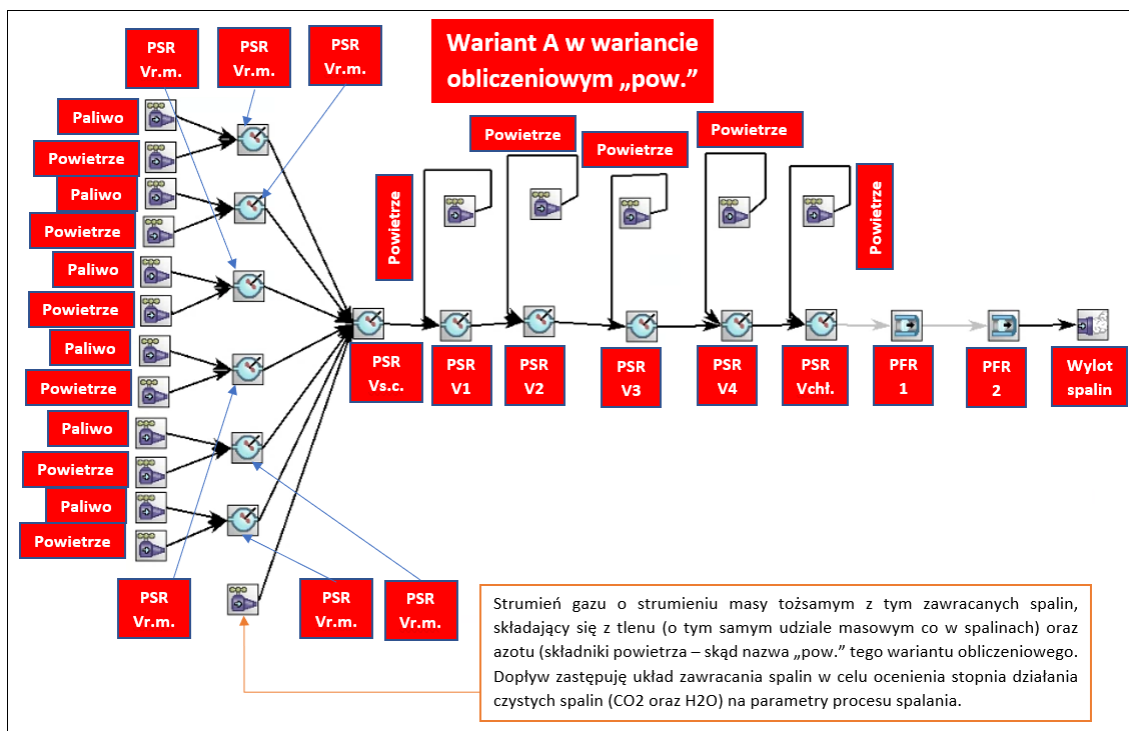 Wariant A w wariancie
obliczeniowym „pow.”
PSR
Vr.m.
PSR
Vr.m.
PSR
Vr.m.
Paliwo
Powietrze
Paliwo
Powietrze
Paliwo
Powietrze
Paliwo
Powietrze
Paliwo
Powietrze
Paliwo
Powietrze
Powietrze
Powietrze
Powietrze
Powietrze
Powietrze
PSR
Vs.c.
PSR
V1
PSR
V2
PSR
V3
PSR
V4
PSR
Vchł.
PFR
1
PFR
2
Wylot
spalin
PSR
Vr.m.
PSR
Vr.m.
PSR
Vr.m.
Strumień gazu o strumieniu masy tożsamym z tym zawracanych spalin,
składający się z tlenu (o tym samym udziale masowym co w spalinach) oraz
azotu (składniki powietrza – skąd nazwa „pow.” tego wariantu obliczeniowego.
Dopływ zastępuję układ zawracania spalin w celu ocenienia stopnia działania
czystych spalin (CO2 oraz H2O) na parametry procesu spalania.